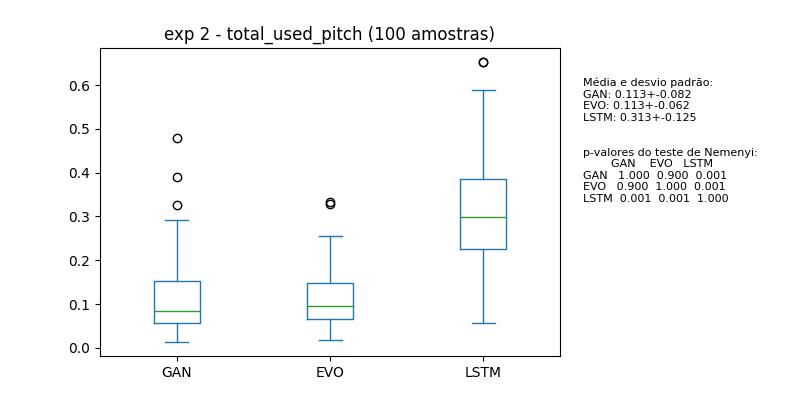 exp 2 - total_used_pitch (100 amostras)
0.6
0.5
0.4
0.3
0.2
0.1
0.0
GAN EVO LSTM
Média e desvio padrão:
GAN: 0.113+-0.082
EVO: 0.113+-0.062
LSTM: 0.313+-0.125
p-valores do teste de Nemenyi:
GAN EVO LSTM
GAN 1.000 0.900 0.001
EVO 0.900 1.000 0.001
LSTM 0.001 0.001 1.000